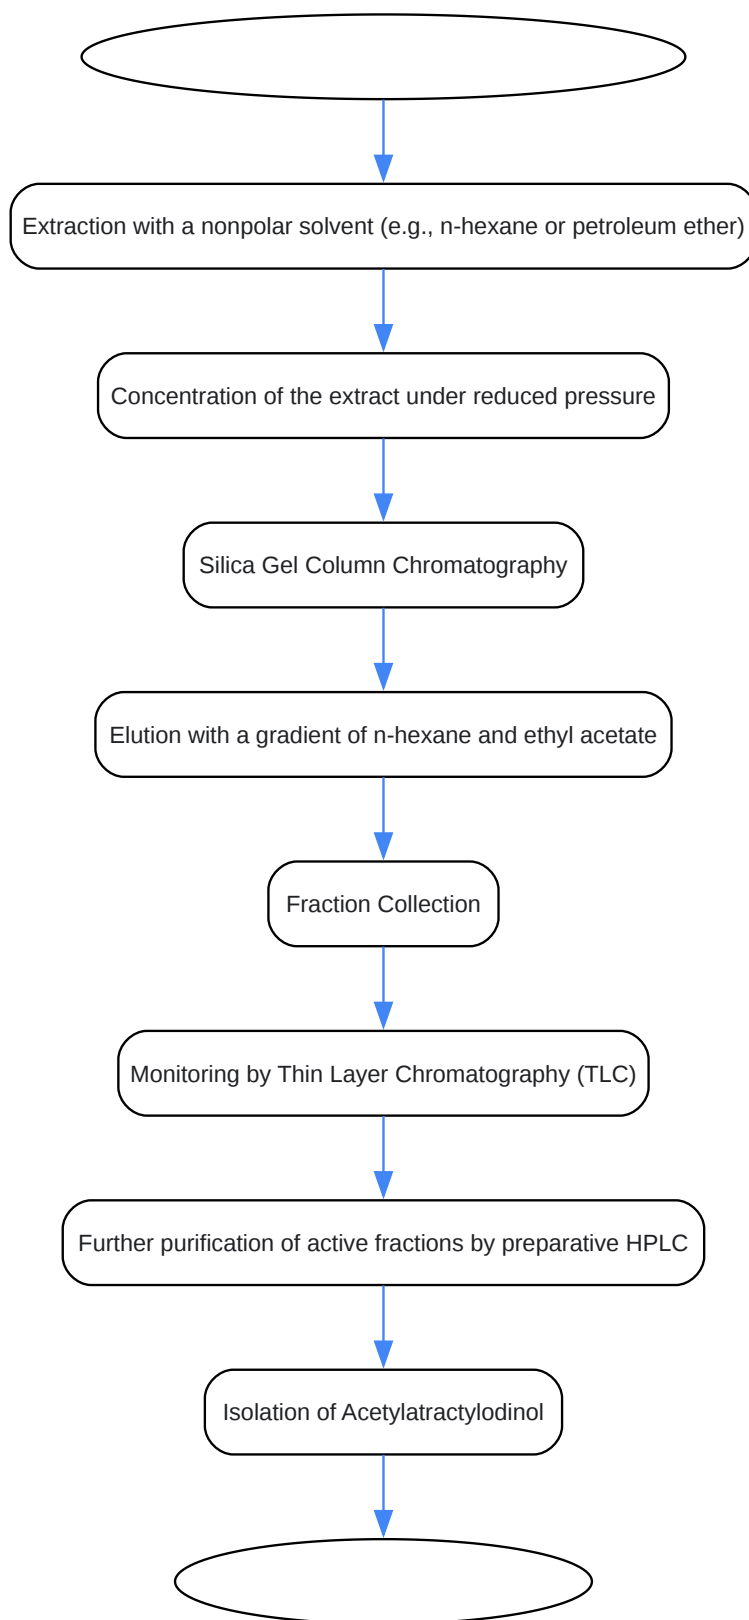 Extraction with a nonpolar solvent (e.g., n-hexane or petroleum ether)
Concentration of the extract under reduced pressure
Silica Gel Column Chromatography
Elution with a gradient of n-hexane and ethyl acetate
Fraction Collection
Monitoring by Thin Layer Chromatography (TLC)
Further purification of active fractions by preparative HPLC
Isolation of Acetylatractylodinol